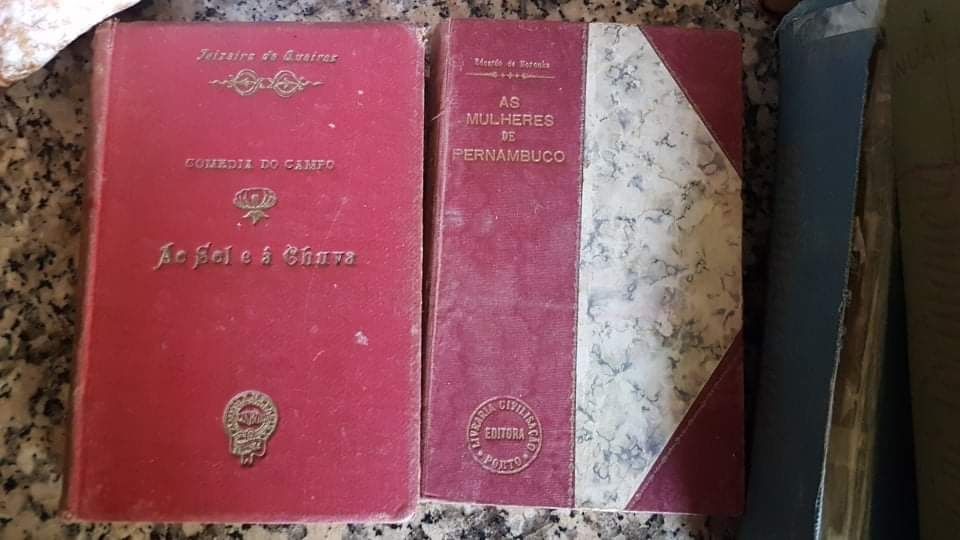 Teixeira de Queiroz
COMEDIA DO CAMPO
Ao Sol e á Chuva
Eduardo de Noronha
AS
MULHERES
DE
PERNAMBUCO
LIVRARIA CIVILISAÇÃO
EDITORA
PORTO